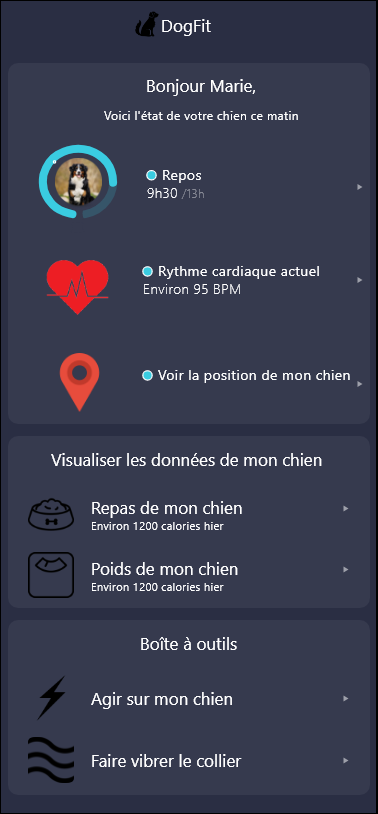 DogFit
Bonjour Marie,
Voici l'état de votre chien ce matin
Repos
9h30 /13h
Rythme cardiaque actuel
Environ 95 BPM
Voir la position de mon chien
Visualiser les données de mon chien
Repas de mon chien
Environ 1200 calories hier
Poids de mon chien
Environ 1200 calories hier
Boîte à outils
Agir sur mon chien
Faire vibrer le collier